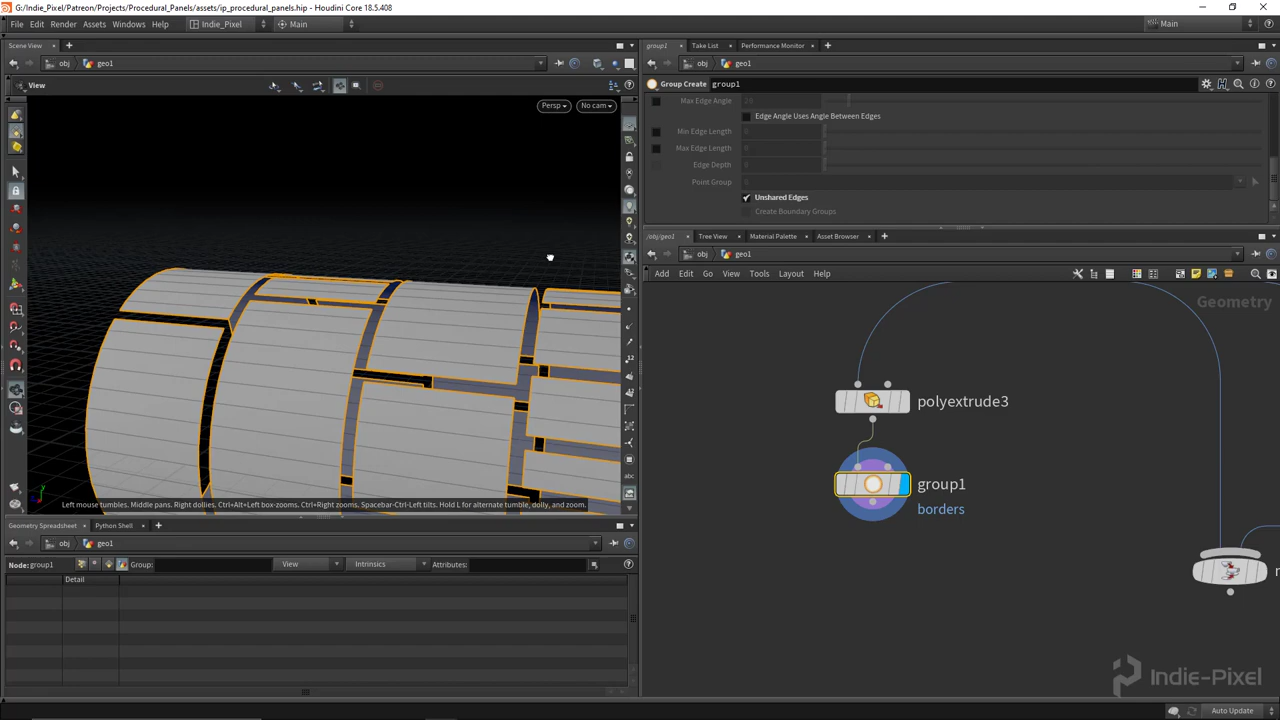 G:/Indie_Pixel/Patreon/Projects/Procedural_Panels/assets/ip_procedural_panels.hip - Houdini Core 18.5.408
File Edit Render Assets Windows Help Indie_Pixel Main Main
Scene View
obj geo1
View
Persp No cam
Left mouse tumbles. Middle pans. Right dollies. Ctrl+Alt+Left box-zooms. Ctrl+Right zooms. Spacebar-Ctrl-Left tilts. Hold L for alternate tumble, dolly, and zoom.
Geometry Spreadsheet Python Shell
obj geo1
Node: group1 Group: View Intrinsics Attributes:
Detail
group1 Take List Performance Monitor
obj geo1
Group Create group1
Max Edge Angle
Edge Angle Uses Angle Between Edges
Min Edge Length 0
Max Edge Length 0
Edge Depth
Point Group
Unshared Edges
Create Boundary Groups
/obj/geo1 Tree View Material Palette Asset Browser
obj geo1
Add Edit Go View Tools Layout Help
Geometry
polyextrude3
group1
borders
Indie-Pixel
Auto Update